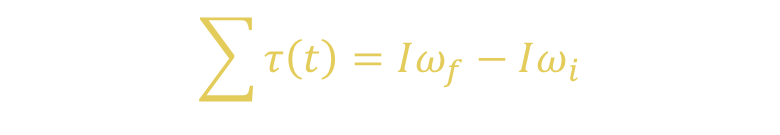 ∑ τ(t) = Iω_f − Iω_i